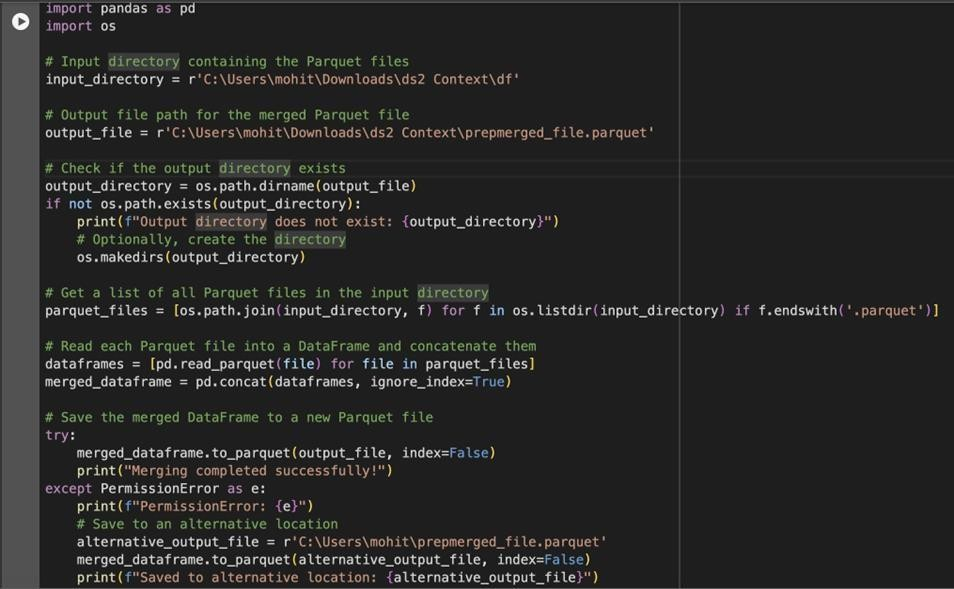 import pandas as pd
import os

# Input directory containing the Parquet files
input_directory = r'C:\Users\mohit\Downloads\ds2 Context\df'

# Output file path for the merged Parquet file
output_file = r'C:\Users\mohit\Downloads\ds2 Context\prepmerged_file.parquet'

# Check if the output directory exists
output_directory = os.path.dirname(output_file)
if not os.path.exists(output_directory):
    print(f"Output directory does not exist: {output_directory}")
    # Optionally, create the directory
    os.makedirs(output_directory)

# Get a list of all Parquet files in the input directory
parquet_files = [os.path.join(input_directory, f) for f in os.listdir(input_directory) if f.endswith('.parquet')]

# Read each Parquet file into a DataFrame and concatenate them
dataframes = [pd.read_parquet(file) for file in parquet_files]
merged_dataframe = pd.concat(dataframes, ignore_index=True)

# Save the merged DataFrame to a new Parquet file
try:
    merged_dataframe.to_parquet(output_file, index=False)
    print("Merging completed successfully!")
except PermissionError as e:
    print(f"PermissionError: {e}")
    # Save to an alternative location
    alternative_output_file = r'C:\Users\mohit\prepmerged_file.parquet'
    merged_dataframe.to_parquet(alternative_output_file, index=False)
    print(f"Saved to alternative location: {alternative_output_file}")